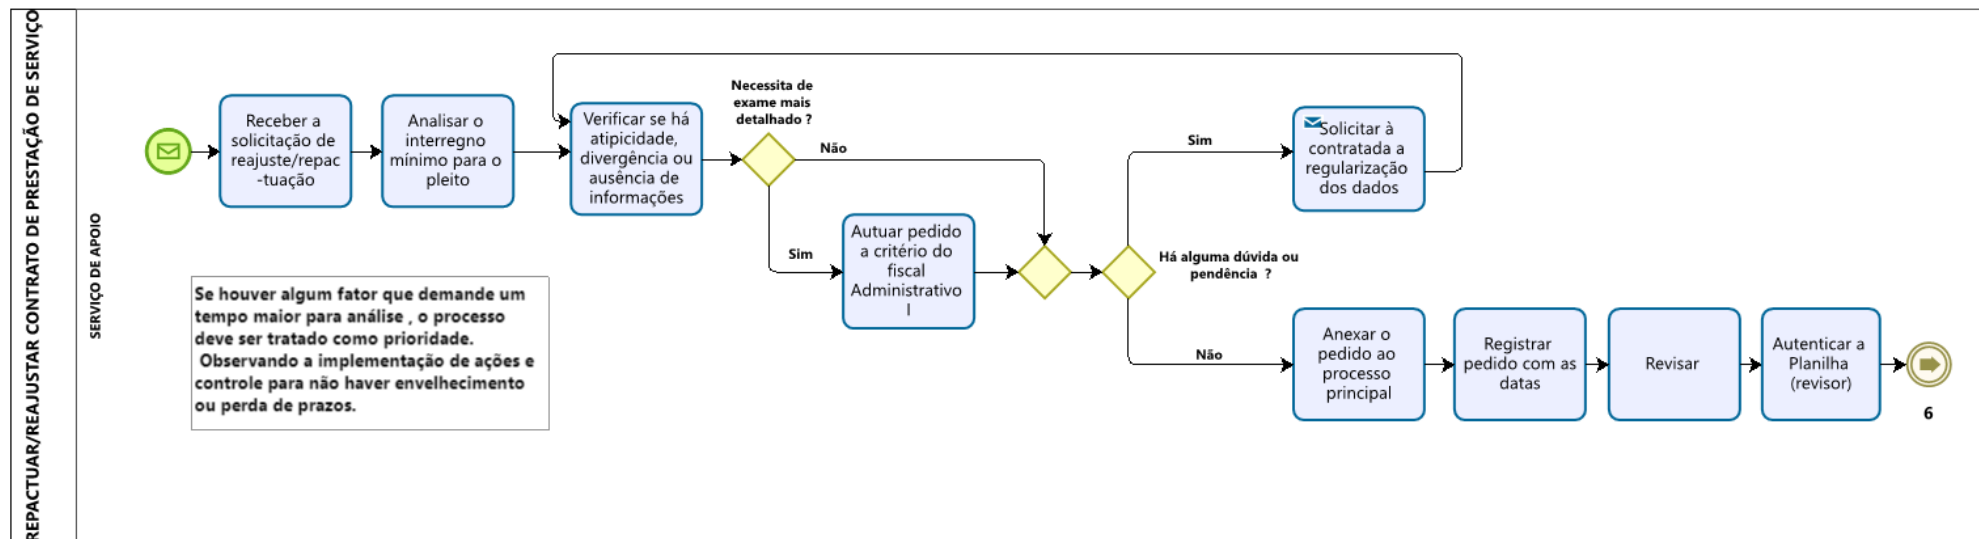 REPACTUAR/REAJUSTAR CONTRATO DE PRESTAÇÃO DE SERVIÇO
SERVIÇO DE APOIO
Receber a
solicitação de
reajuste/repac
-tuação
Analisar o
interregno
mínimo para o
pleito
Verificar se há
atipicidade,
divergência ou
ausência de
informações
Necessita de
exame mais
detalhado ?
Não
Sim
Autuar pedido
a critério do
fiscal
Administrativo
I
Há alguma dúvida ou
pendência ?
Sim
Solicitar à
contratada a
regularização
dos dados
Não
Anexar o
pedido ao
processo
principal
Registrar
pedido com as
datas
Revisar
Autenticar a
Planilha
(revisor)
6
Se houver algum fator que demande um
tempo maior para análise , o processo
deve ser tratado como prioridade.
Observando a implementação de ações e
controle para não haver envelhecimento
ou perda de prazos.